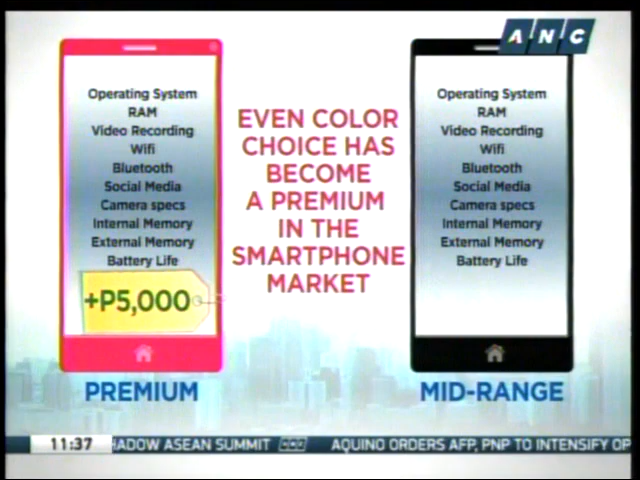 ANC
Operating System
RAM
Video Recording
Wifi
Bluetooth
Social Media
Camera specs
Internal Memory
External Memory
Battery Life
+P5,000
PREMIUM
EVEN COLOR
CHOICE HAS
BECOME
A PREMIUM
IN THE
SMARTPHONE
MARKET
Operating System
RAM
Video Recording
Wifi
Bluetooth
Social Media
Camera specs
Internal Memory
External Memory
Battery Life
MID-RANGE
11:37 HADOW ASEAN SUMMIT ANC AQUINO ORDERS AFP, PNP TO INTENSIFY OP